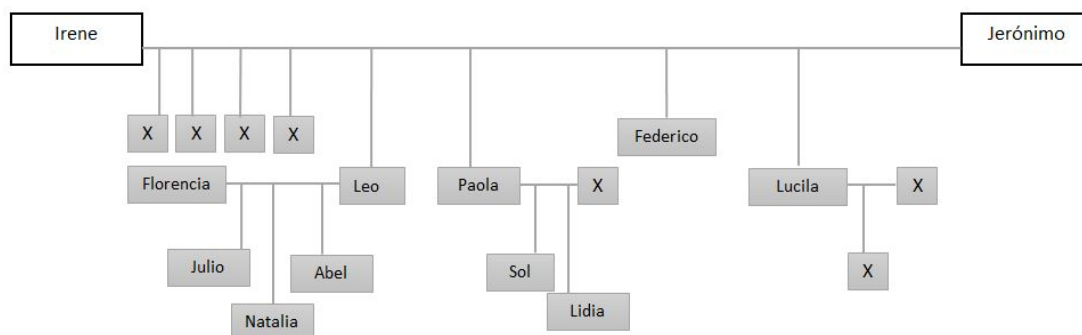 Irene
Jerónimo
X X X X
Federico
Florencia Leo Paola X Lucila X
Julio Abel Sol X
Natalia Lidia